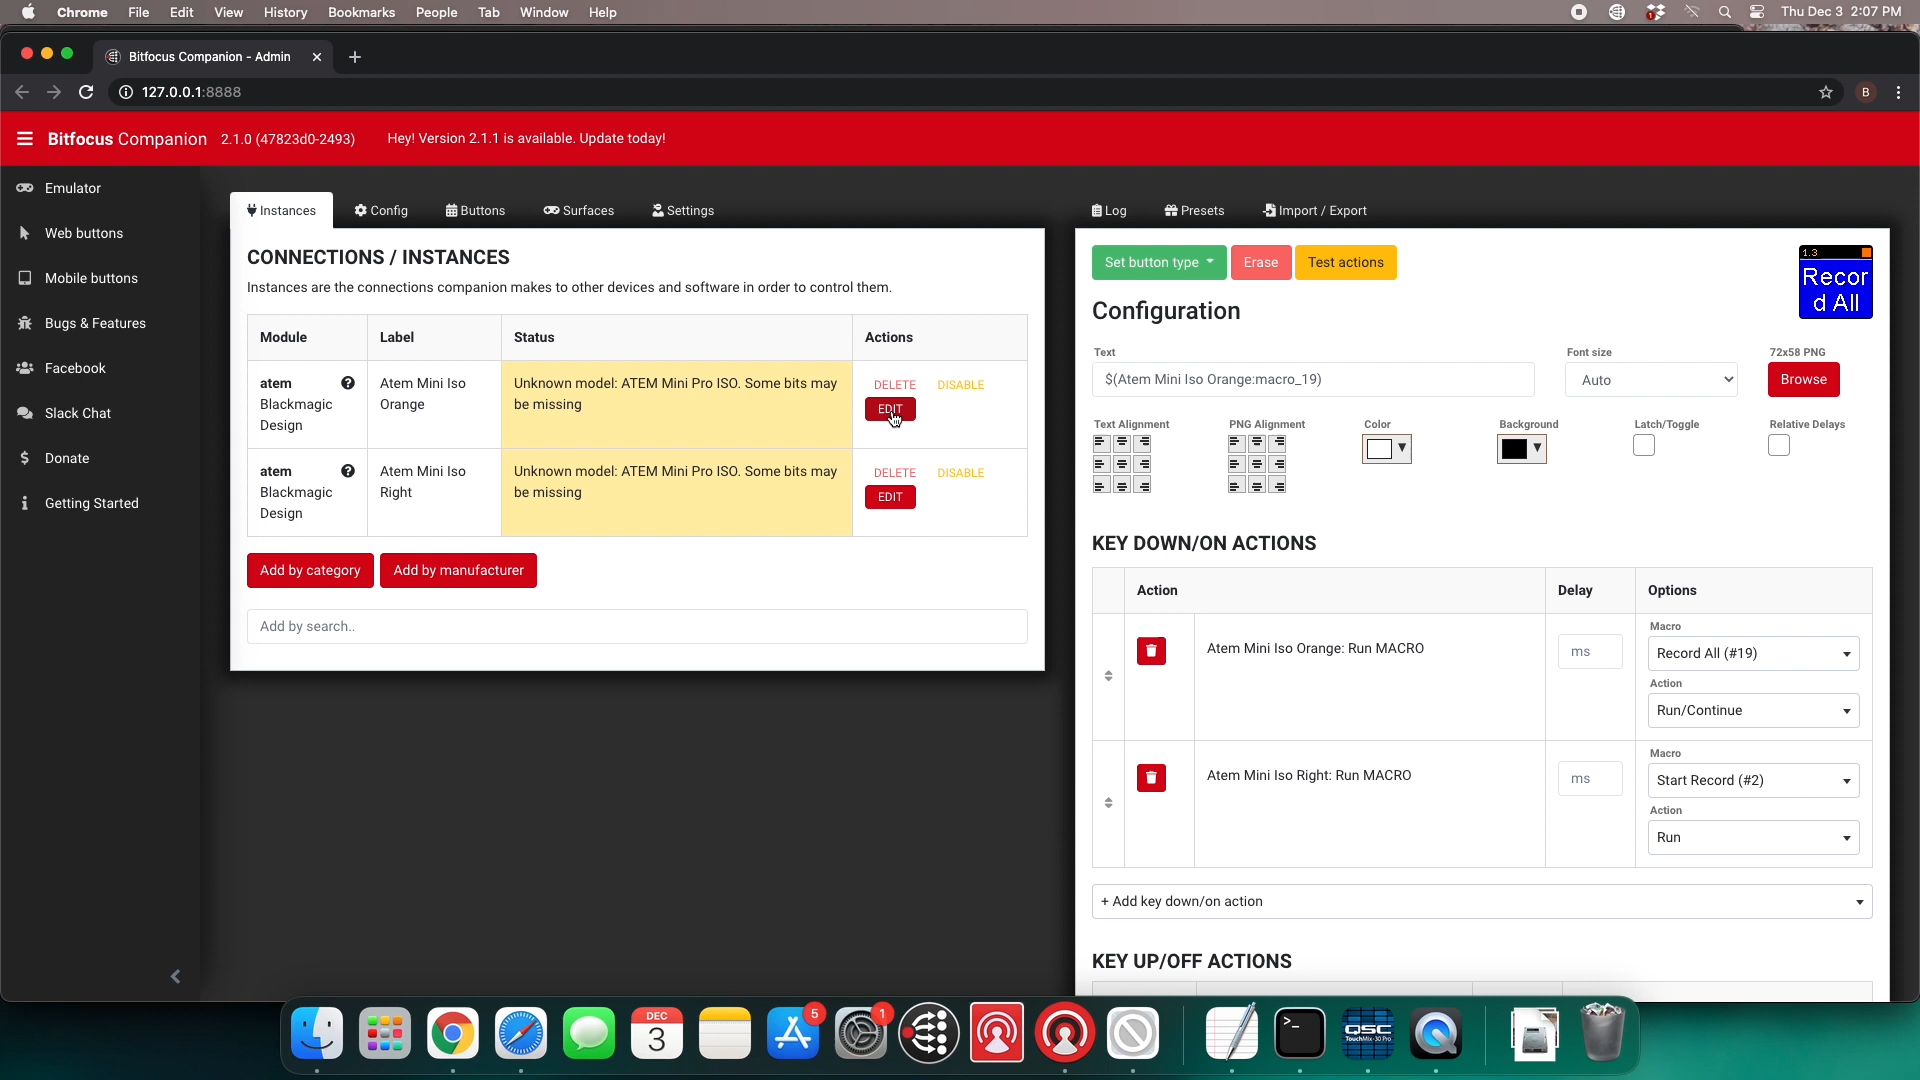 Chrome File Edit View History Bookmarks People Tab Window Help
1
Thu Dec 3 2:07 PM
Bitfocus Companion - Admin
127.0.0.1:8888
B
Bitfocus Companion 2.1.0 (47823d0-2493) Hey! Version 2.1.1 is available. Update today!
Emulator
Web buttons
Mobile buttons
Bugs & Features
Facebook
Slack Chat
Donate
Getting Started
Instances Config Buttons Surfaces Settings
CONNECTIONS / INSTANCES
Instances are the connections companion makes to other devices and software in order to control them.
Module Label Status Actions
atem
Blackmagic
Design
Atem Mini Iso
Orange
Unknown model: ATEM Mini Pro ISO. Some bits may
be missing
DELETE DISABLE
EDIT
atem
Blackmagic
Design
Atem Mini Iso
Right
Unknown model: ATEM Mini Pro ISO. Some bits may
be missing
DELETE DISABLE
EDIT
Add by category Add by manufacturer
Add by search..
Log Presets Import / Export
Set button type Erase Test actions
1.3
Recor
d All
Configuration
Text Font size 72x58 PNG
$(Atem Mini Iso Orange:macro_19) Auto Browse
Text Alignment PNG Alignment Color Background Latch/Toggle Relative Delays
KEY DOWN/ON ACTIONS
Action Delay Options
Atem Mini Iso Orange: Run MACRO
ms
Macro
Record All (#19)
Action
Run/Continue
Atem Mini Iso Right: Run MACRO
ms
Macro
Start Record (#2)
Action
Run
+ Add key down/on action
KEY UP/OFF ACTIONS
DEC
3
5
1
>_
QSC
TouchMix-30 Pro